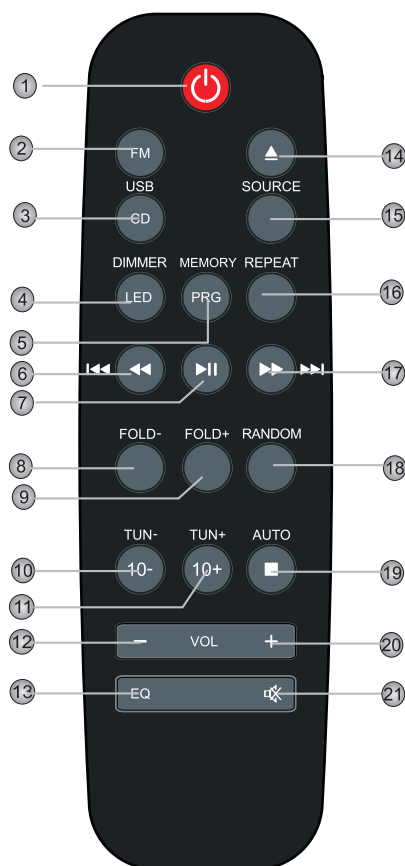 1
2 FM 14
USB SOURCE
3 CD 15
DIMMER MEMORY REPEAT
4 LED PRG 16
5
6 17
7
FOLD- FOLD+ RANDOM
8 18
9
TUN- TUN+ AUTO
10 10- 10+ 19
11
12 − VOL + 20
13 EQ 21